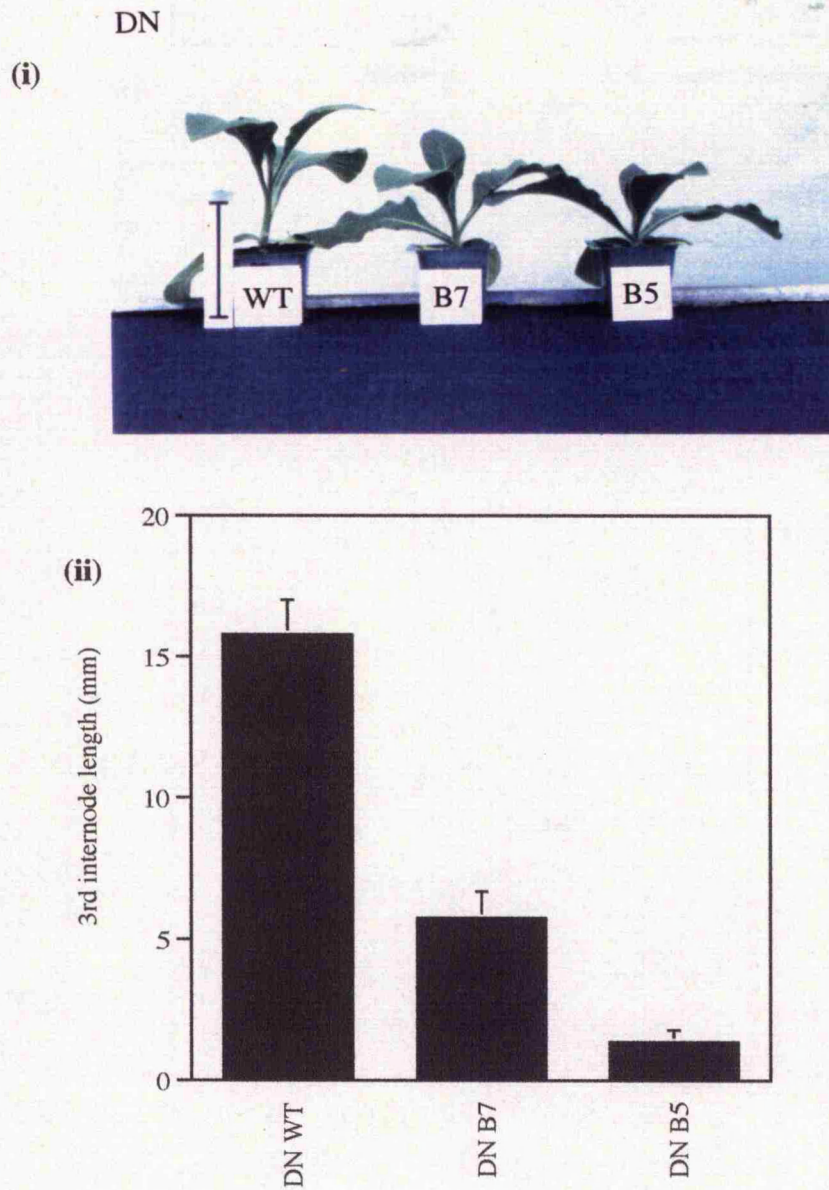 DN
(i)
WT
B7
B5
(ii)
3rd internode length (mm)
20
15
10
5
0
DN WT
DN B7
DN B5